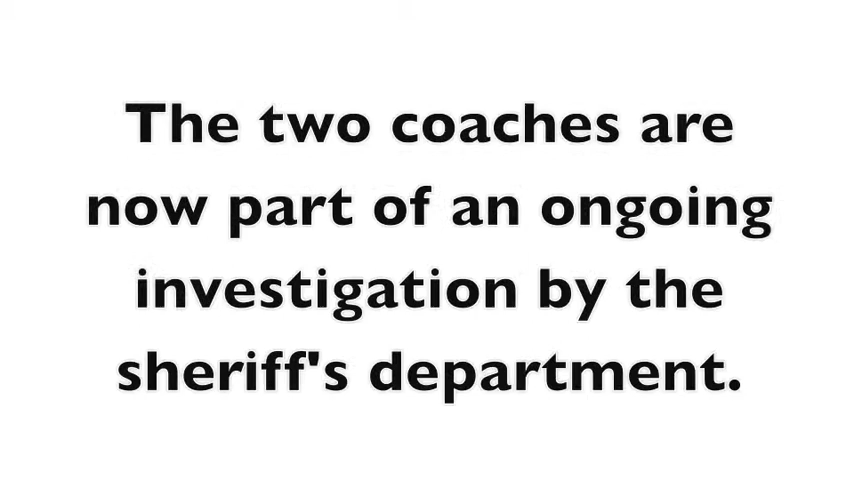 The two coaches are
now part of an ongoing
investigation by the
sheriff's department.